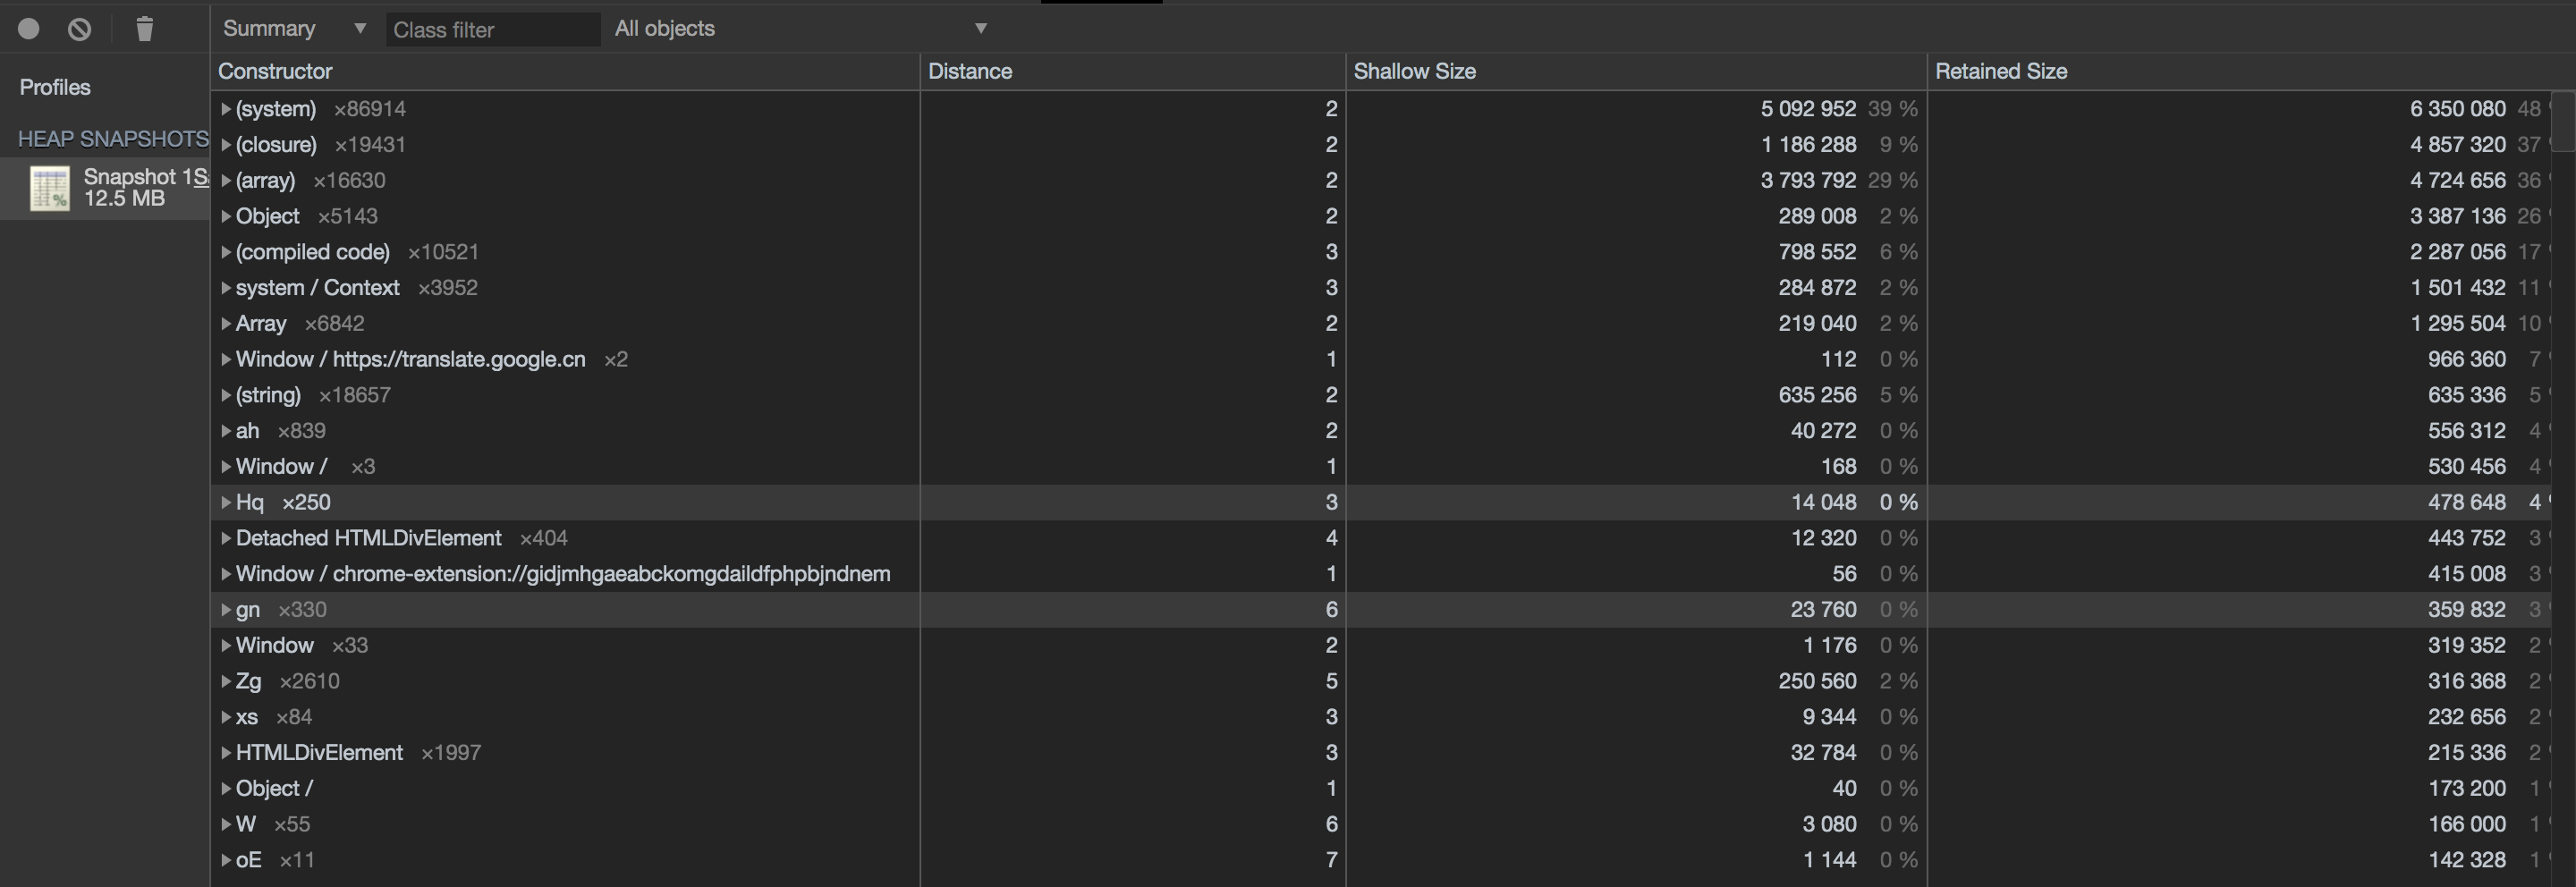 Summary Class filter All objects
Profiles
HEAP SNAPSHOTS
Snapshot 1S
12.5 MB
Constructor Distance Shallow Size Retained Size
(system) ×86914 2 5 092 952 39 % 6 350 080 48
(closure) ×19431 2 1 186 288 9 % 4 857 320 37
(array) ×16630 2 3 793 792 29 % 4 724 656 36
Object ×5143 2 289 008 2 % 3 387 136 26
(compiled code) ×10521 3 798 552 6 % 2 287 056 17
system / Context ×3952 3 284 872 2 % 1 501 432 11
Array ×6842 2 219 040 2 % 1 295 504 10
Window / https://translate.google.cn ×2 1 112 0 % 966 360 7
(string) ×18657 2 635 256 5 % 635 336 5
ah ×839 2 40 272 0 % 556 312 4
Window / ×3 1 168 0 % 530 456 4
Hq ×250 3 14 048 0 % 478 648 4
Detached HTMLDivElement ×404 4 12 320 0 % 443 752 3
Window / chrome-extension://gidjmhgaeabckomgdaildfphpbjndnem 1 56 0 % 415 008 3
gn ×330 6 23 760 0 % 359 832 3
Window ×33 2 1 176 0 % 319 352 2
Zg ×2610 5 250 560 2 % 316 368 2
xs ×84 3 9 344 0 % 232 656 2
HTMLDivElement ×1997 3 32 784 0 % 215 336 2
Object / 1 40 0 % 173 200 1
W ×55 6 3 080 0 % 166 000 1
oE ×11 7 1 144 0 % 142 328 1